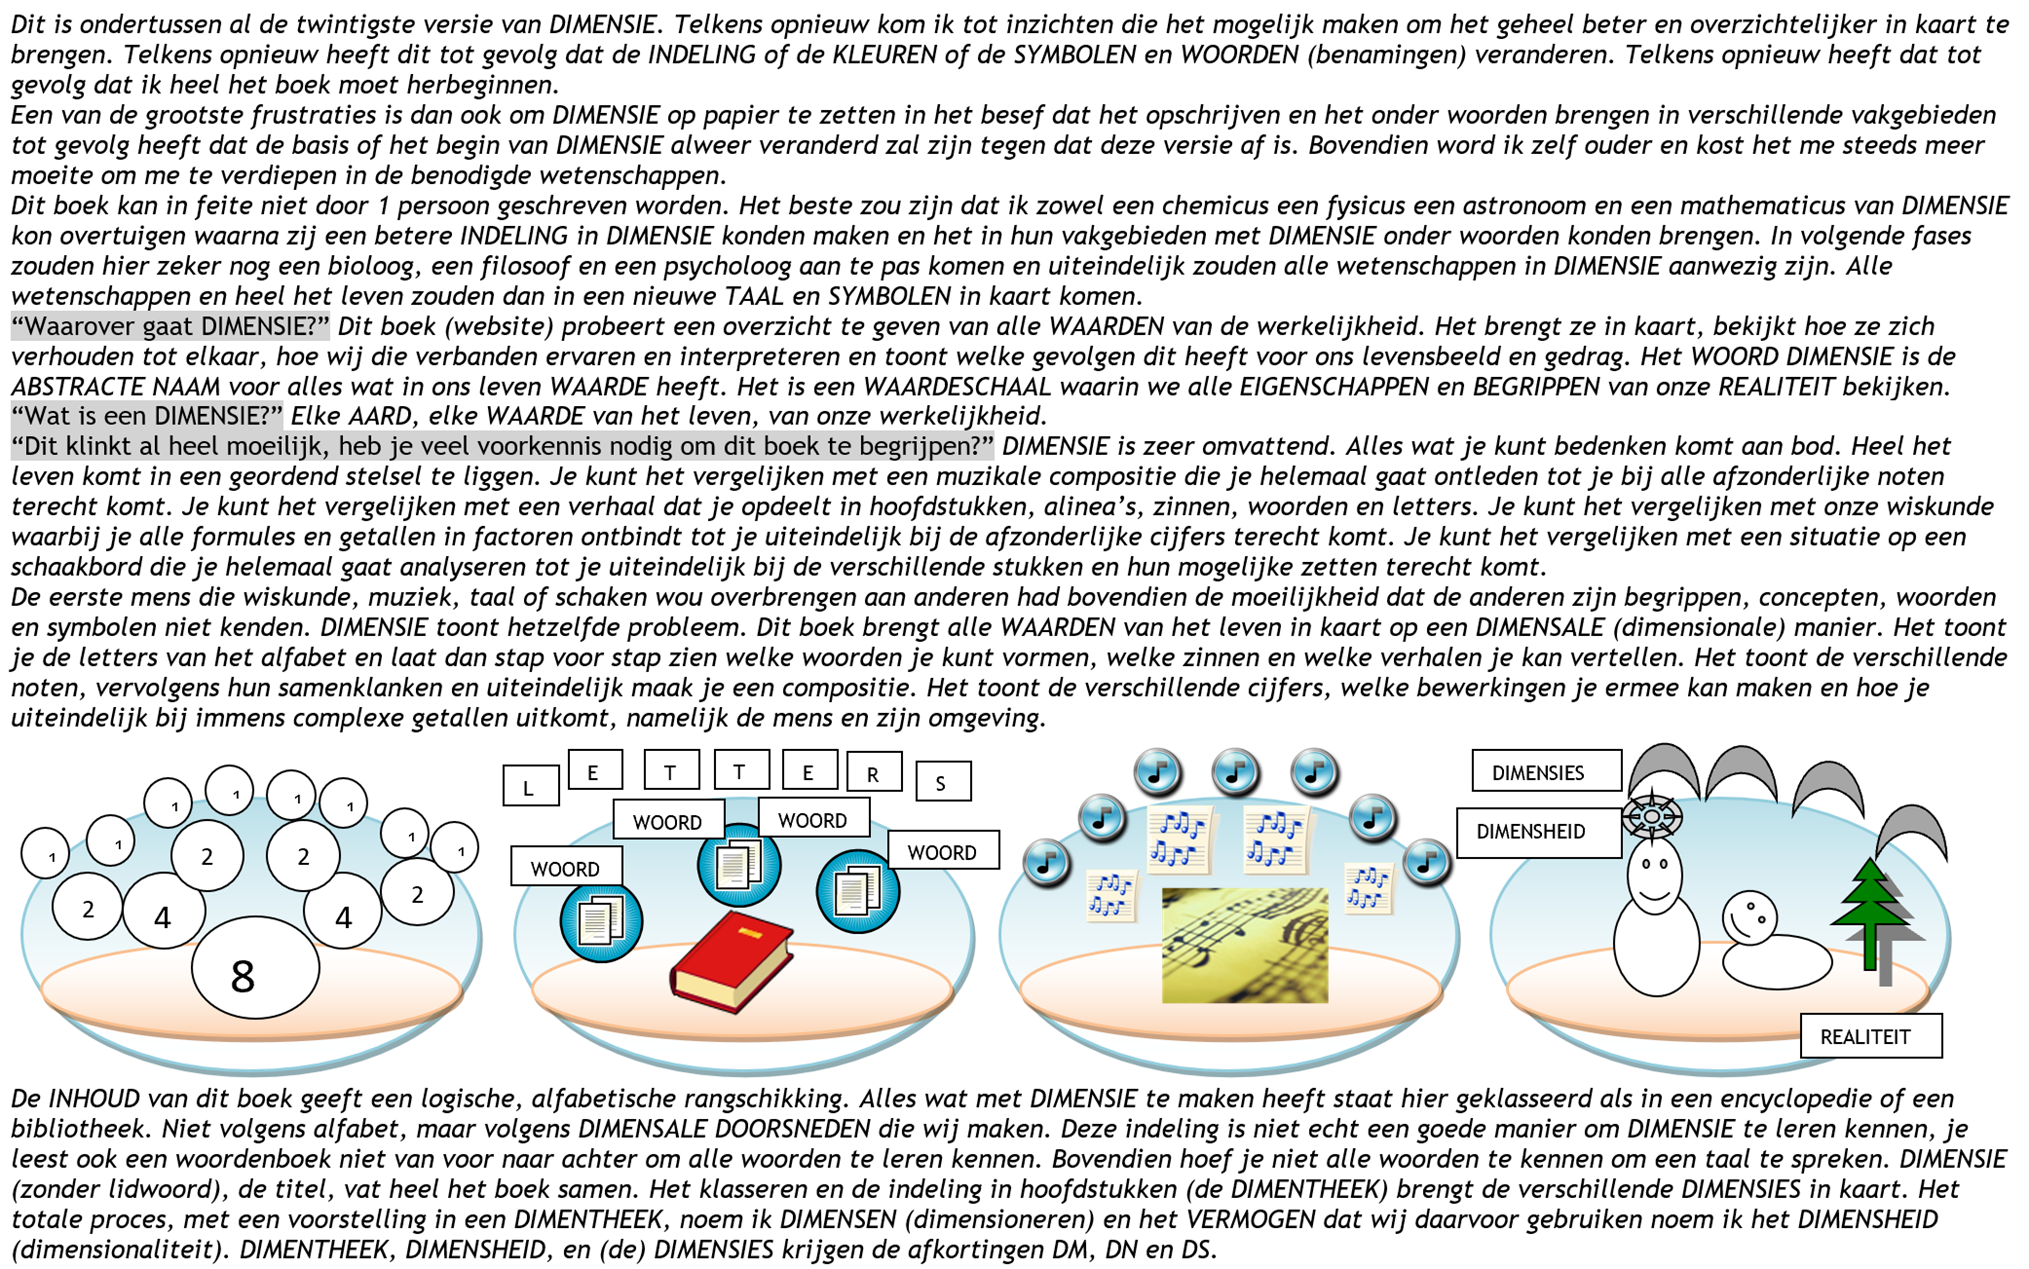 Dit is ondertussen al de twintigste versie van DIMENSIE. Telkens opnieuw kom ik tot inzichten die het mogelijk maken om het geheel beter en overzichtelijker in kaart te
brengen. Telkens opnieuw heeft dit tot gevolg dat de INDELING of de KLEUREN of de SYMBOLEN en WOORDEN (benamingen) veranderen. Telkens opnieuw heeft dat tot
gevolg dat ik heel het boek moet herbeginnen.
Een van de grootste frustraties is dan ook om DIMENSIE op papier te zetten in het besef dat het opschrijven en het onder woorden brengen in verschillende vakgebieden
tot gevolg heeft dat de basis of het begin van DIMENSIE alweer veranderd zal zijn tegen dat deze versie af is. Bovendien word ik zelf ouder en kost het me steeds meer
moeite om me te verdiepen in de benodigde wetenschappen.
Dit boek kan in feite niet door 1 persoon geschreven worden. Het beste zou zijn dat ik zowel een chemicus een fysicus een astronoom en een mathematicus van DIMENSIE
kon overtuigen waarna zij een betere INDELING in DIMENSIE konden maken en het in hun vakgebieden met DIMENSIE onder woorden konden brengen. In volgende fases
zouden hier zeker nog een bioloog, een filosoof en een psycholoog aan te pas komen en uiteindelijk zouden alle wetenschappen in DIMENSIE aanwezig zijn. Alle
wetenschappen en heel het leven zouden dan in een nieuwe TAAL en SYMBOLEN in kaart komen.
“Waarover gaat DIMENSIE?” Dit boek (website) probeert een overzicht te geven van alle WAARDEN van de werkelijkheid. Het brengt ze in kaart, bekijkt hoe ze zich
verhouden tot elkaar, hoe wij die verbanden ervaren en interpreteren en toont welke gevolgen dit heeft voor ons levensbeeld en gedrag. Het WOORD DIMENSIE is de
ABSTRACTE NAAM voor alles wat in ons leven WAARDE heeft. Het is een WAARDESCHAAL waarin we alle EIGENSCHAPPEN en BEGRIPPEN van onze REALITEIT bekijken.
“Wat is een DIMENSIE?” Elke AARD, elke WAARDE van het leven, van onze werkelijkheid.
“Dit klinkt al heel moeilijk, heb je veel voorkennis nodig om dit boek te begrijpen?” DIMENSIE is zeer omvattend. Alles wat je kunt bedenken komt aan bod. Heel het
leven komt in een geordend stelsel te liggen. Je kunt het vergelijken met een muzikale compositie die je helemaal gaat ontleden tot je bij alle afzonderlijke noten
terecht komt. Je kunt het vergelijken met een verhaal dat je opdeelt in hoofdstukken, alinea’s, zinnen, woorden en letters. Je kunt het vergelijken met onze wiskunde
waarbij je alle formules en getallen in factoren ontbindt tot je uiteindelijk bij de afzonderlijke cijfers terecht komt. Je kunt het vergelijken met een situatie op een
schaakbord die je helemaal gaat analyseren tot je uiteindelijk bij de verschillende stukken en hun mogelijke zetten terecht komt.
De eerste mens die wiskunde, muziek, taal of schaken wou overbrengen aan anderen had bovendien de moeilijkheid dat de anderen zijn begrippen, concepten, woorden
en symbolen niet kenden. DIMENSIE toont hetzelfde probleem. Dit boek brengt alle WAARDEN van het leven in kaart op een DIMENSALE (dimensionale) manier. Het toont
je de letters van het alfabet en laat dan stap voor stap zien welke woorden je kunt vormen, welke zinnen en welke verhalen je kan vertellen. Het toont de verschillende
noten, vervolgens hun samenklanken en uiteindelijk maak je een compositie. Het toont de verschillende cijfers, welke bewerkingen je ermee kan maken en hoe je
uiteindelijk bij immens complexe getallen uitkomt, namelijk de mens en zijn omgeving.
1 1 1 1 1 1 1 1
2 2 2 2
4 4
8
L E T T E R S
WOORD WOORD
WOORD WOORD
DIMENSIES
DIMENSHEID
REALITEIT
De INHOUD van dit boek geeft een logische, alfabetische rangschikking. Alles wat met DIMENSIE te maken heeft staat hier geklasseerd als in een encyclopedie of een
bibliotheek. Niet volgens alfabet, maar volgens DIMENSALE DOORSNEDEN die wij maken. Deze indeling is niet echt een goede manier om DIMENSIE te leren kennen, je
leest ook een woordenboek niet van voor naar achter om alle woorden te leren kennen. Bovendien hoef je niet alle woorden te kennen om een taal te spreken. DIMENSIE
(zonder lidwoord), de titel, vat heel het boek samen. Het klasseren en de indeling in hoofdstukken (de DIMENTHEEK) brengt de verschillende DIMENSIES in kaart. Het
totale proces, met een voorstelling in een DIMENTHEEK, noem ik DIMENSEN (dimensioneren) en het VERMOGEN dat wij daarvoor gebruiken noem ik het DIMENSHEID
(dimensionaliteit). DIMENTHEEK, DIMENSHEID, en (de) DIMENSIES krijgen de afkortingen DM, DN en DS.